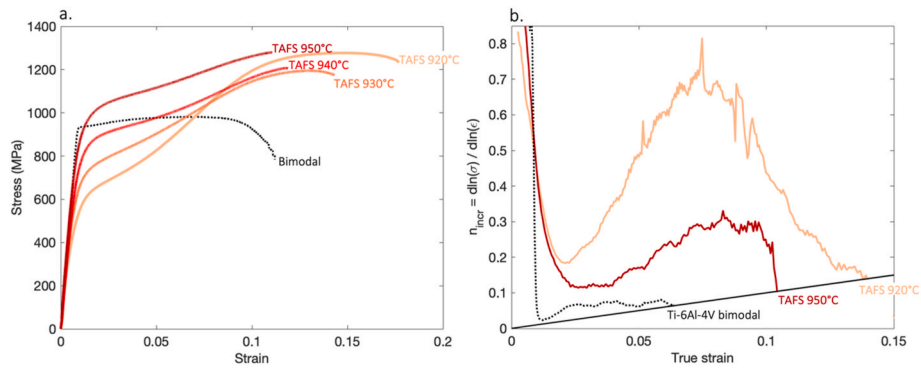 a.
1400
1200
1000
800
600
400
200
0
0
0.05
0.1
0.15
0.2
Stress (MPa)
Strain
TAFS 950°C
TAFS 920°C
TAFS 940°C
TAFS 930°C
Bimodal
b.
0.8
0.7
0.6
0.5
0.4
0.3
0.2
0.1
0
0
0.05
0.1
0.15
n_incr = dln(σ) / dln(ϵ)
True strain
TAFS 920°C
TAFS 950°C
Ti-6Al-4V bimodal